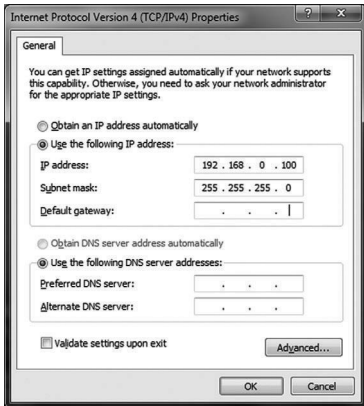 Internet Protocol Version 4 (TCP/IPv4) Properties
General
You can get IP settings assigned automatically if your network supports
this capability. Otherwise, you need to ask your network administrator
for the appropriate IP settings.
Obtain an IP address automatically
Use the following IP address:
IP address: 192 . 168 . 0 . 100
Subnet mask: 255 . 255 . 255 . 0
Default gateway: . . .
Obtain DNS server address automatically
Use the following DNS server addresses:
Preferred DNS server: . . .
Alternate DNS server: . . .
Validate settings upon exit
Advanced...
OK Cancel